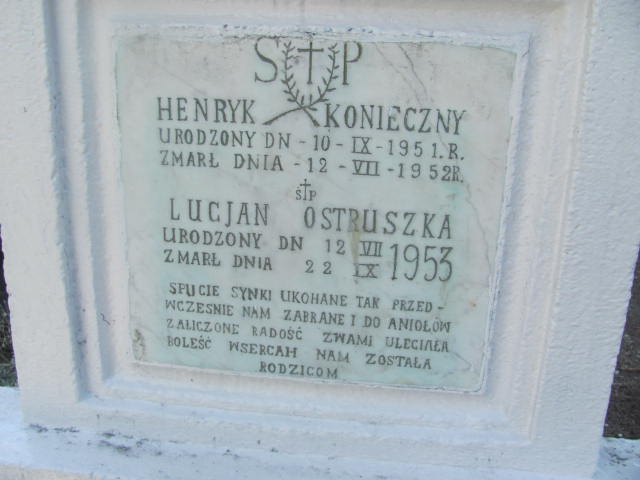 S † P
HENRYK KONIECZNY
URODZONY DN - 10 - IX - 1951. R.
ZMARŁ DNIA - 12 - VII - 1952R.
Ś†P
LUCJAN OSTRUSZKA
URODZONY DN 12 VII 1953
ZMARŁ DNIA 22 IX
SPIJCIE SYNKI UKOHANE TAK PRZED-
WCZESNIE NAM ZABRANE I DO ANIOŁÓW
ZALICZONE RADOŚĆ ZWAMI ULECIAŁA
BOLEŚĆ WSERCAH NAM ZOSTAŁA
RODZICOM